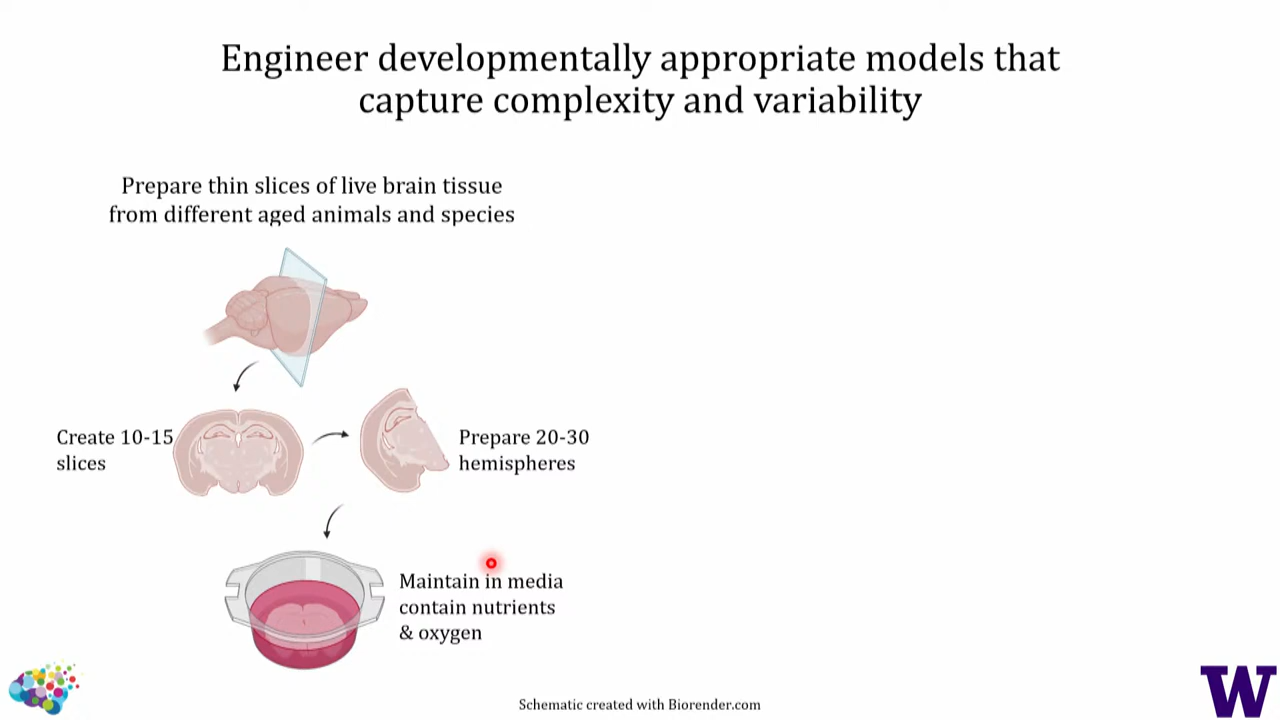 Engineer developmentally appropriate models that
capture complexity and variability
Prepare thin slices of live brain tissue
from different aged animals and species
Create 10-15
slices
Prepare 20-30
hemispheres
Maintain in media
contain nutrients
& oxygen
Schematic created with Biorender.com
W